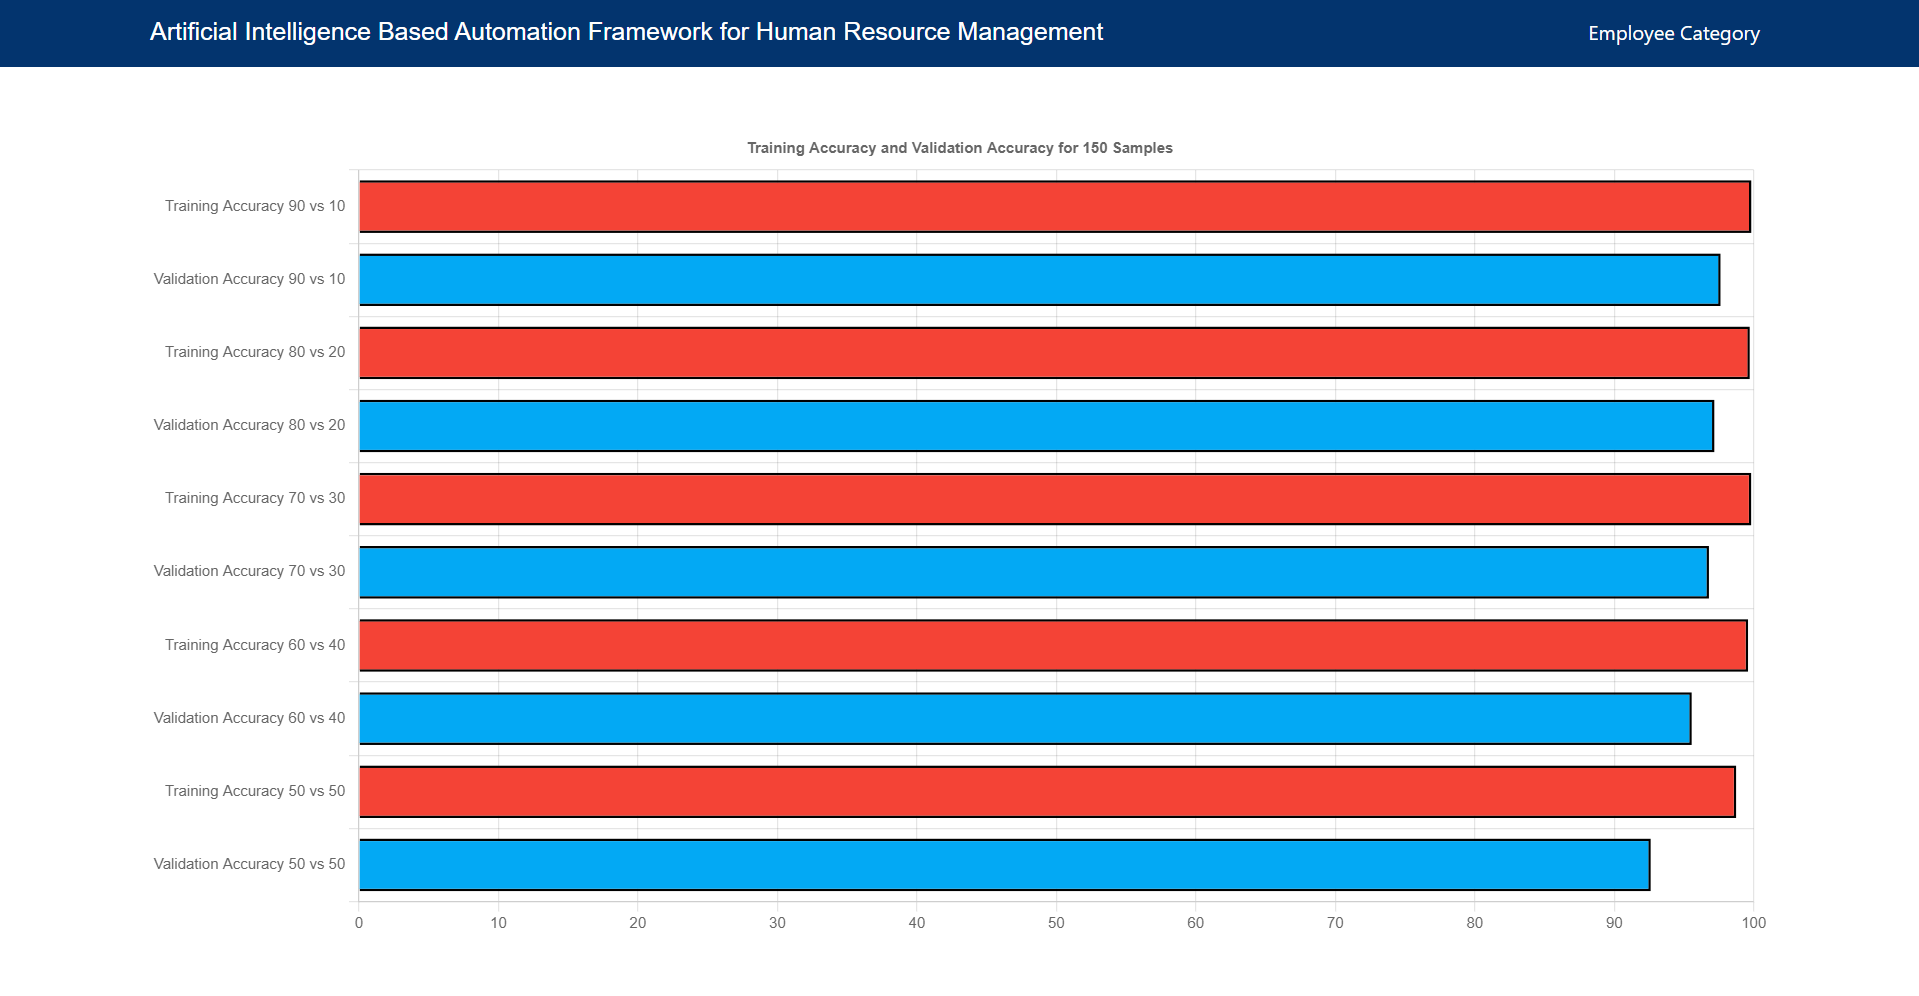 Artificial Intelligence Based Automation Framework for Human Resource Management
Employee Category
Training Accuracy and Validation Accuracy for 150 Samples
Training Accuracy 90 vs 10
Validation Accuracy 90 vs 10
Training Accuracy 80 vs 20
Validation Accuracy 80 vs 20
Training Accuracy 70 vs 30
Validation Accuracy 70 vs 30
Training Accuracy 60 vs 40
Validation Accuracy 60 vs 40
Training Accuracy 50 vs 50
Validation Accuracy 50 vs 50
0 10 20 30 40 50 60 70 80 90 100